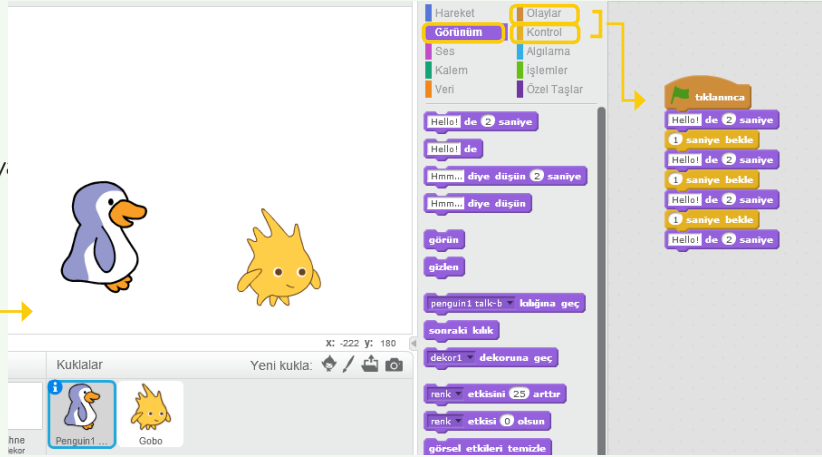 Hareket
Olaylar
Görünüm
Kontrol
Ses
Algılama
Kalem
İşlemler
Veri
Özel Taşlar
Hello! de 2 saniye
Hello! de
Hmm... diye düşün 2 saniye
Hmm... diye düşün
görün
gizlen
penguin1 talk-b kılığına geç
sonraki kılık
dekor1 dekoruna geç
renk etkisini 25 arttır
renk etkisi 0 olsun
görsel etkileri temizle
tıklanınca
Hello! de 2 saniye
1 saniye bekle
Hello! de 2 saniye
1 saniye bekle
Hello! de 2 saniye
1 saniye bekle
Hello! de 2 saniye
x: -222 y: 180
Kuklalar
Yeni kukla:
i
Penguin1 ...
Gobo
hne